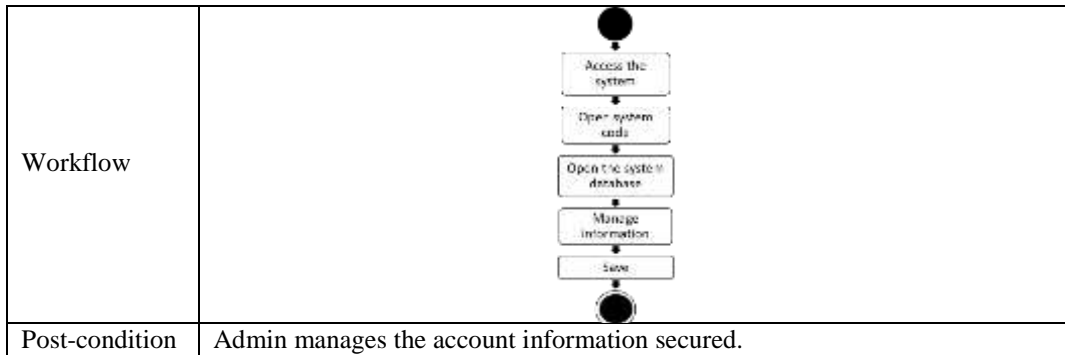 Access the
system
Open system
code
Workflow
Open the system
database
Manage
information
Save
Post-condition
Admin manages the account information secured.